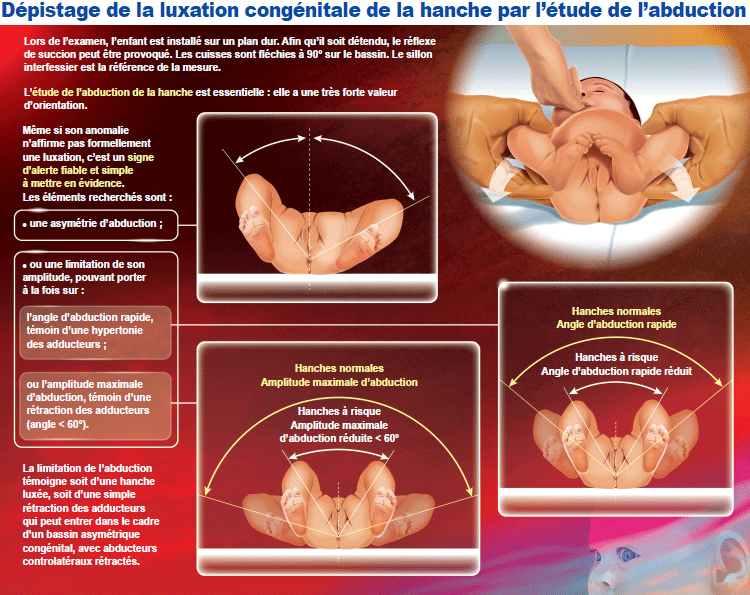 Dépistage de la luxation congénitale de la hanche par l'étude de l'abduction
Lors de l'examen, l'enfant est installé sur un plan dur. Afin qu'il soit détendu, le réflexe
de succion peut être provoqué. Les cuisses sont fléchies à 90° sur le bassin. Le sillon
interfessier est la référence de la mesure.
L'étude de l'abduction de la hanche est essentielle : elle a une très forte valeur
d'orientation.
Même si son anomalie
n'affirme pas formellement
une luxation, c'est un signe
d'alerte fiable et simple
à mettre en évidence.
Les éléments recherchés sont :
• une asymétrie d'abduction ;
• ou une limitation de son
amplitude, pouvant porter
à la fois sur :
l'angle d'abduction rapide,
témoin d'une hypertonie
des adducteurs ;
ou l'amplitude maximale
d'abduction, témoin d'une
rétraction des adducteurs
(angle < 60°).
La limitation de l'abduction
témoigne soit d'une hanche
luxée, soit d'une simple
rétraction des adducteurs
qui peut entrer dans le cadre
d'un bassin asymétrique
congénital, avec abducteurs
controlatéraux rétractés.
Hanches normales
Amplitude maximale d'abduction
Hanches à risque
Amplitude maximale
d'abduction réduite < 60°
Hanches normales
Angle d'abduction rapide
Hanches à risque
Angle d'abduction rapide réduit